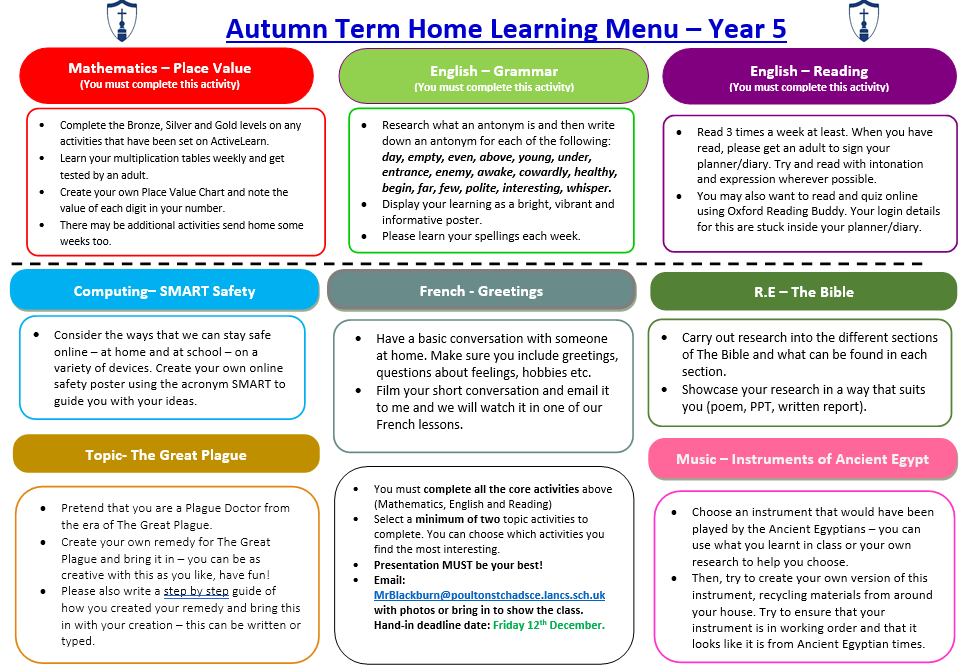 Autumn Term Home Learning Menu – Year 5
Mathematics – Place Value
(You must complete this activity)
• Complete the Bronze, Silver and Gold levels on any
activities that have been set on ActiveLearn.
• Learn your multiplication tables weekly and get
tested by an adult.
• Create your own Place Value Chart and note the
value of each digit in your number.
• There may be additional activities send home some
weeks too.
English – Grammar
(You must complete this activity)
• Research what an antonym is and then write
down an antonym for each of the following:
day, empty, even, above, young, under,
entrance, enemy, awake, cowardly, healthy,
begin, far, few, polite, interesting, whisper.
• Display your learning as a bright, vibrant and
informative poster.
• Please learn your spellings each week.
English – Reading
(You must complete this activity)
• Read 3 times a week at least. When you have
read, please get an adult to sign your
planner/diary. Try and read with intonation
and expression wherever possible.
• You may also want to read and quiz online
using Oxford Reading Buddy. Your login details
for this are stuck inside your planner/diary.
Computing– SMART Safety
• Consider the ways that we can stay safe
online – at home and at school – on a
variety of devices. Create your own online
safety poster using the acronym SMART to
guide you with your ideas.
French - Greetings
• Have a basic conversation with someone
at home. Make sure you include greetings,
questions about feelings, hobbies etc.
• Film your short conversation and email it
to me and we will watch it in one of our
French lessons.
R.E – The Bible
• Carry out research into the different sections
of The Bible and what can be found in each
section.
• Showcase your research in a way that suits
you (poem, PPT, written report).
Topic- The Great Plague
• Pretend that you are a Plague Doctor from
the era of The Great Plague.
• Create your own remedy for The Great
Plague and bring it in – you can be as
creative with this as you like, have fun!
• Please also write a step by step guide of
how you created your remedy and bring this
in with your creation – this can be written or
typed.
• You must complete all the core activities above
(Mathematics, English and Reading)
• Select a minimum of two topic activities to
complete. You can choose which activities you
find the most interesting.
• Presentation MUST be your best!
• Email:
MrBlackburn@poultonstchadsce.lancs.sch.uk
with photos or bring in to show the class.
Hand-in deadline date: Friday 12th December.
Music – Instruments of Ancient Egypt
• Choose an instrument that would have been
played by the Ancient Egyptians – you can
use what you learnt in class or your own
research to help you choose.
• Then, try to create your own version of this
instrument, recycling materials from around
your house. Try to ensure that your
instrument is in working order and that it
looks like it is from Ancient Egyptian times.